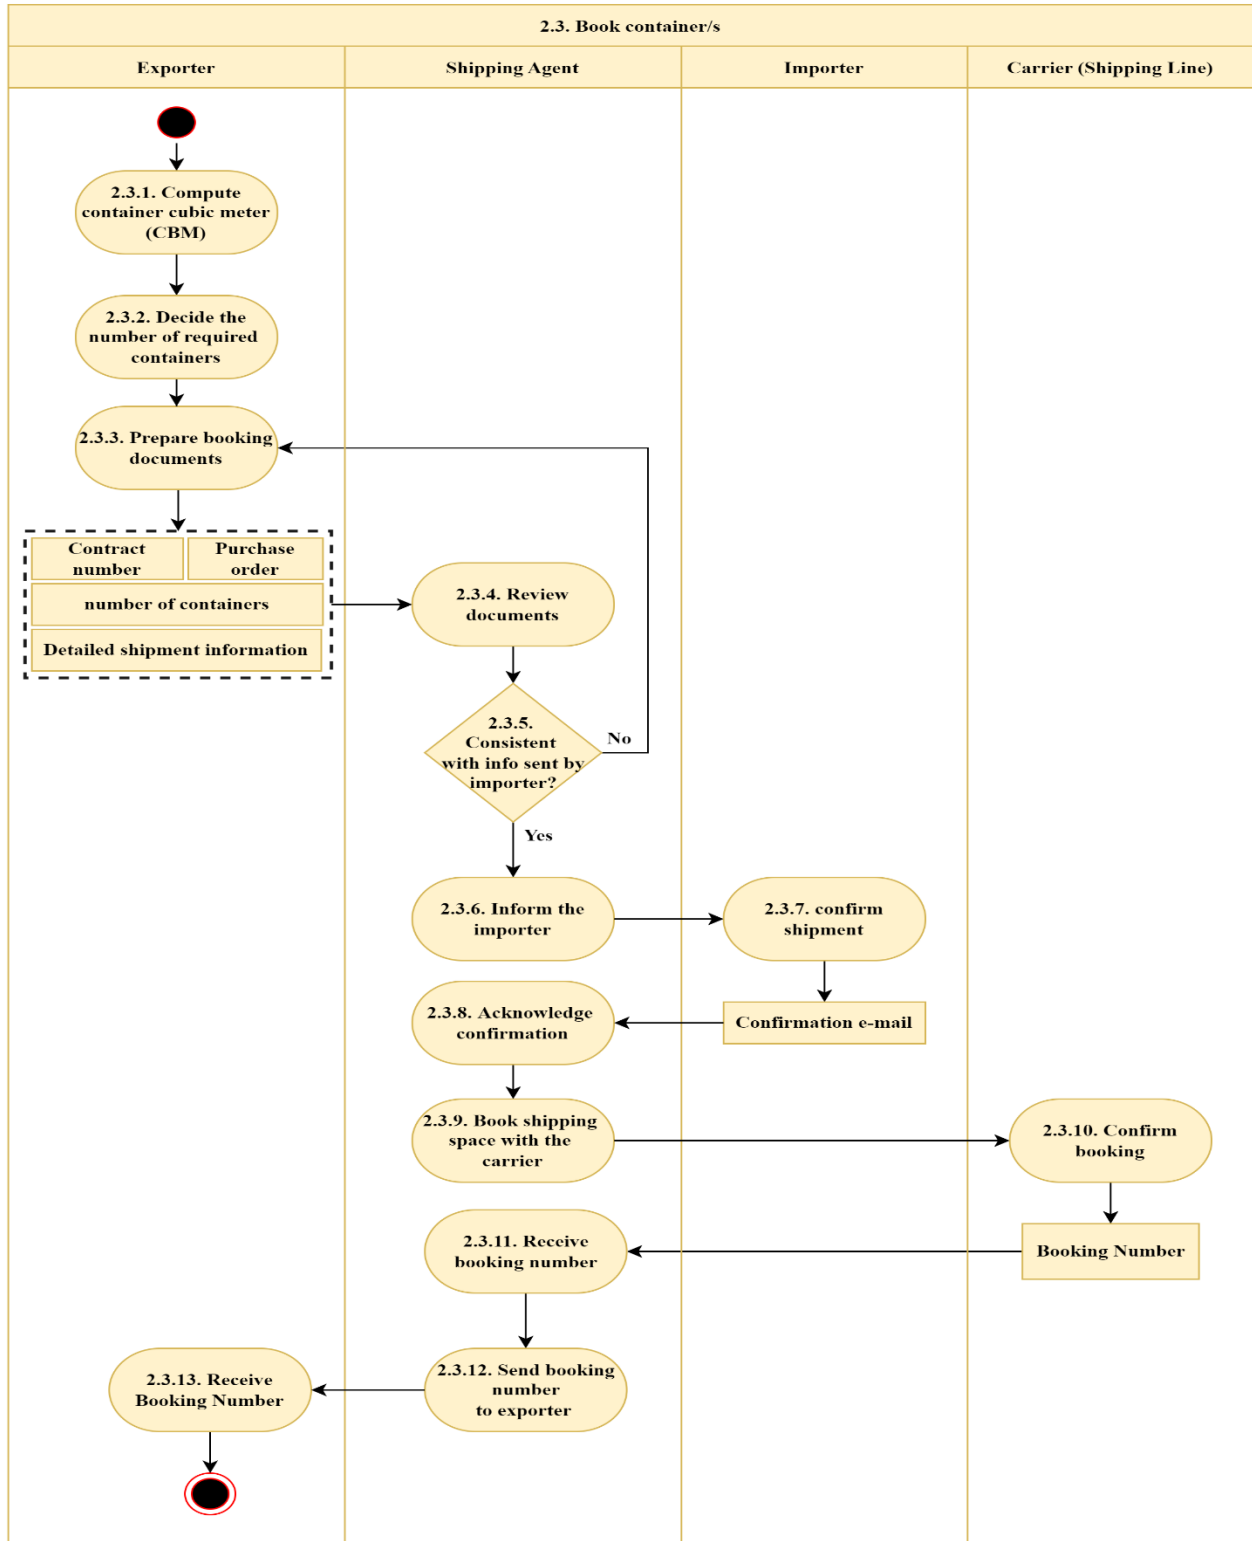 2.3. Book container/s
Exporter
Shipping Agent
Importer
Carrier (Shipping Line)
2.3.1. Compute
container cubic meter
(CBM)
2.3.2. Decide the
number of required
containers
2.3.3. Prepare booking
documents
Contract
number
Purchase
order
number of containers
Detailed shipment information
2.3.4. Review
documents
2.3.5.
Consistent
with info sent by
importer?
No
Yes
2.3.6. Inform the
importer
2.3.7. confirm
shipment
Confirmation e-mail
2.3.8. Acknowledge
confirmation
2.3.9. Book shipping
space with the
carrier
2.3.10. Confirm
booking
Booking Number
2.3.11. Receive
booking number
2.3.12. Send booking
number
to exporter
2.3.13. Receive
Booking Number